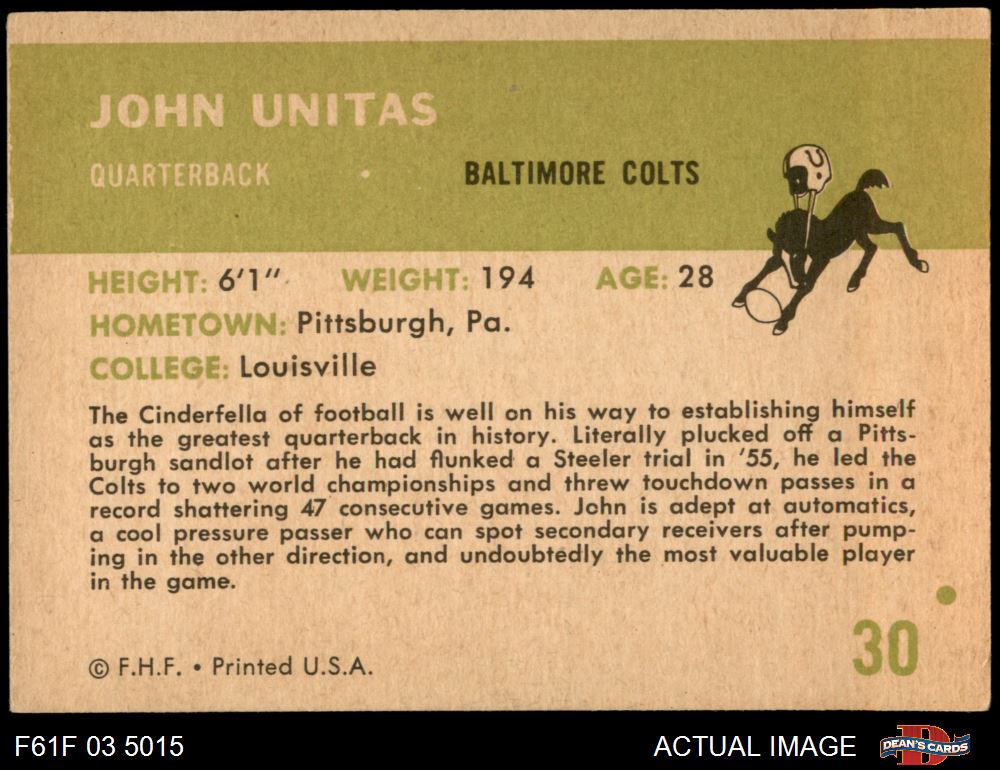 JOHN UNITAS
QUARTERBACK • BALTIMORE COLTS
HEIGHT: 6'1" WEIGHT: 194 AGE: 28
HOMETOWN: Pittsburgh, Pa.
COLLEGE: Louisville
The Cinderfella of football is well on his way to establishing himself
as the greatest quarterback in history. Literally plucked off a Pitts-
burgh sandlot after he had flunked a Steeler trial in '55, he led the
Colts to two world championships and threw touchdown passes in a
record shattering 47 consecutive games. John is adept at automatics,
a cool pressure passer who can spot secondary receivers after pump-
ing in the other direction, and undoubtedly the most valuable player
in the game.
30
© F.H.F. • Printed U.S.A.
F61F 03 5015
ACTUAL IMAGE
DEAN'S CARDS